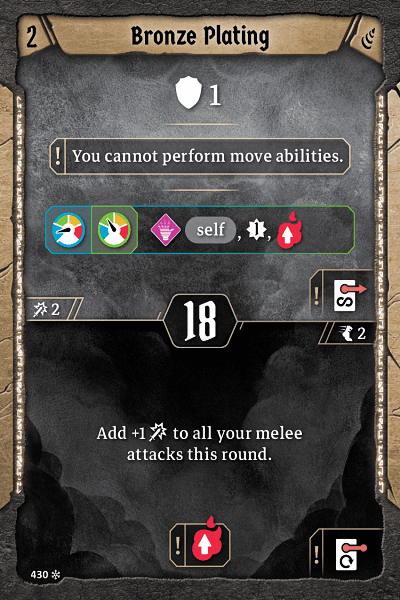 2
Bronze Plating
1
! You cannot perform move abilities.
self , 1 ,
!
2
18
2
Add +1 to all your melee
attacks this round.
!
!
430